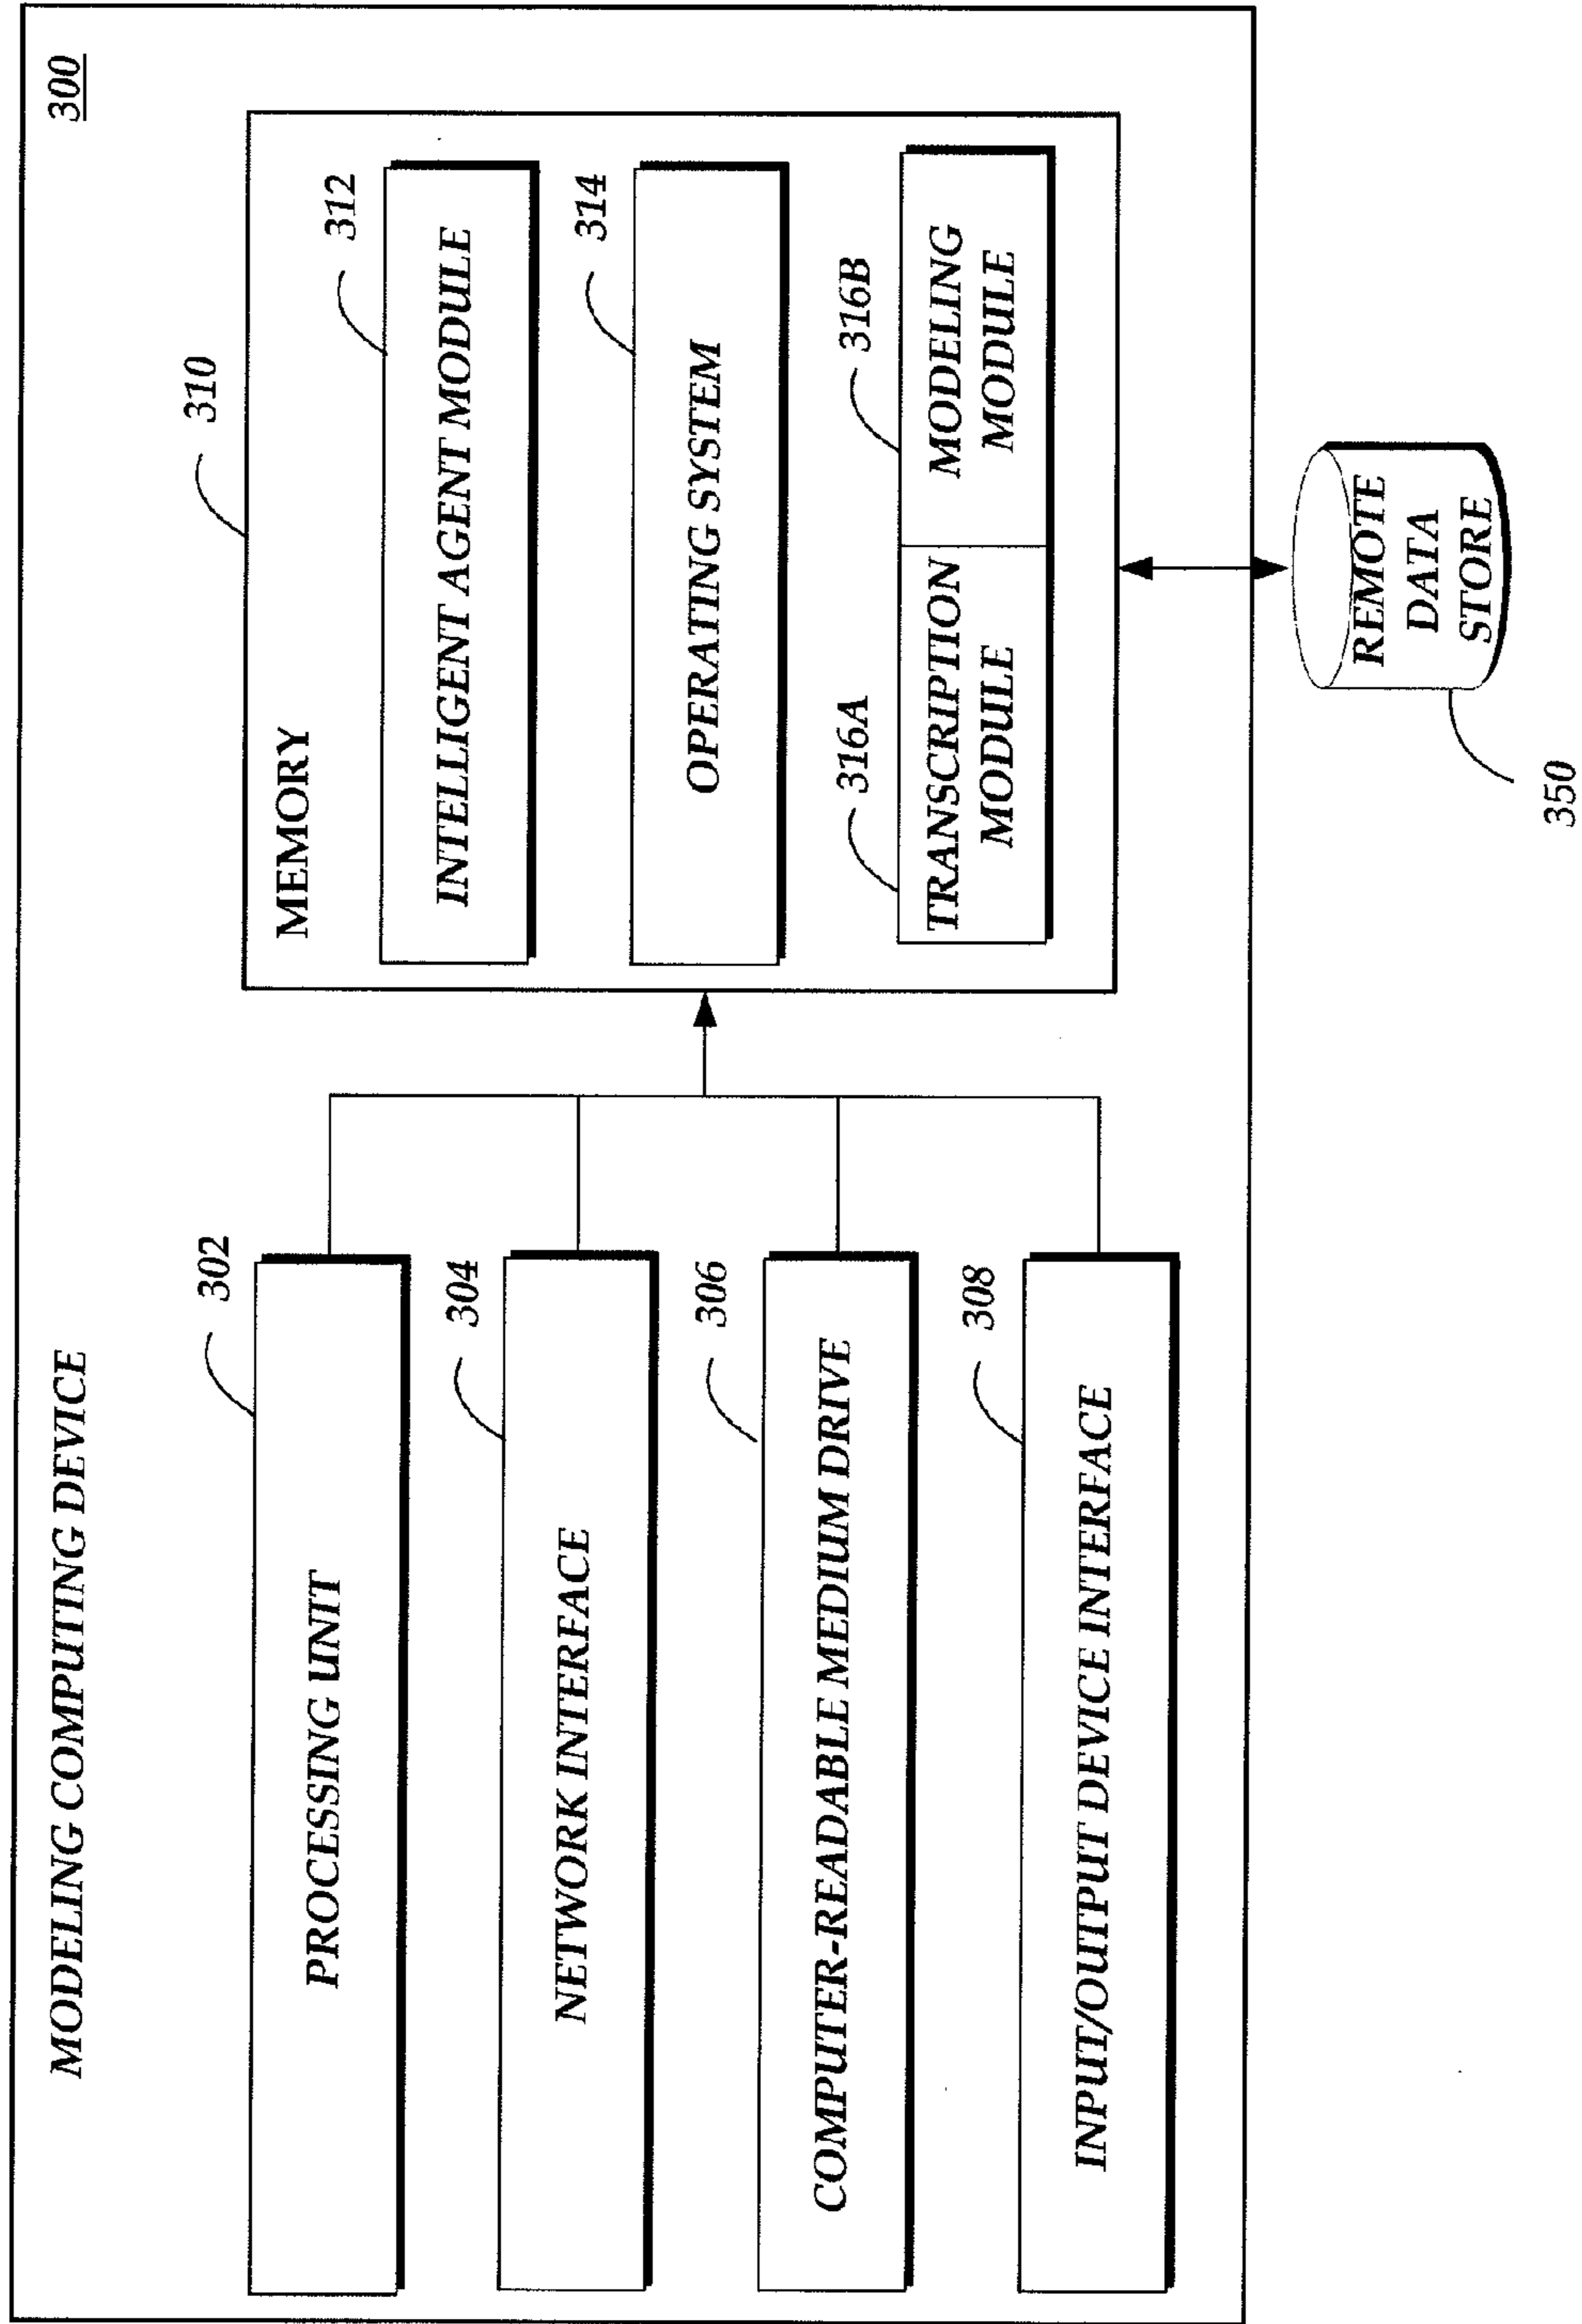 MODELING COMPUTING DEVICE
300
302
PROCESSING UNIT
304
NETWORK INTERFACE
306
COMPUTER-READABLE MEDIUM DRIVE
308
INPUT/OUTPUT DEVICE INTERFACE
310
MEMORY
312
INTELLIGENT AGENT MODULE
314
OPERATING SYSTEM
316A
TRANSCRIPTION
MODULE
316B
MODELING
MODULE
REMOTE
DATA
STORE
350